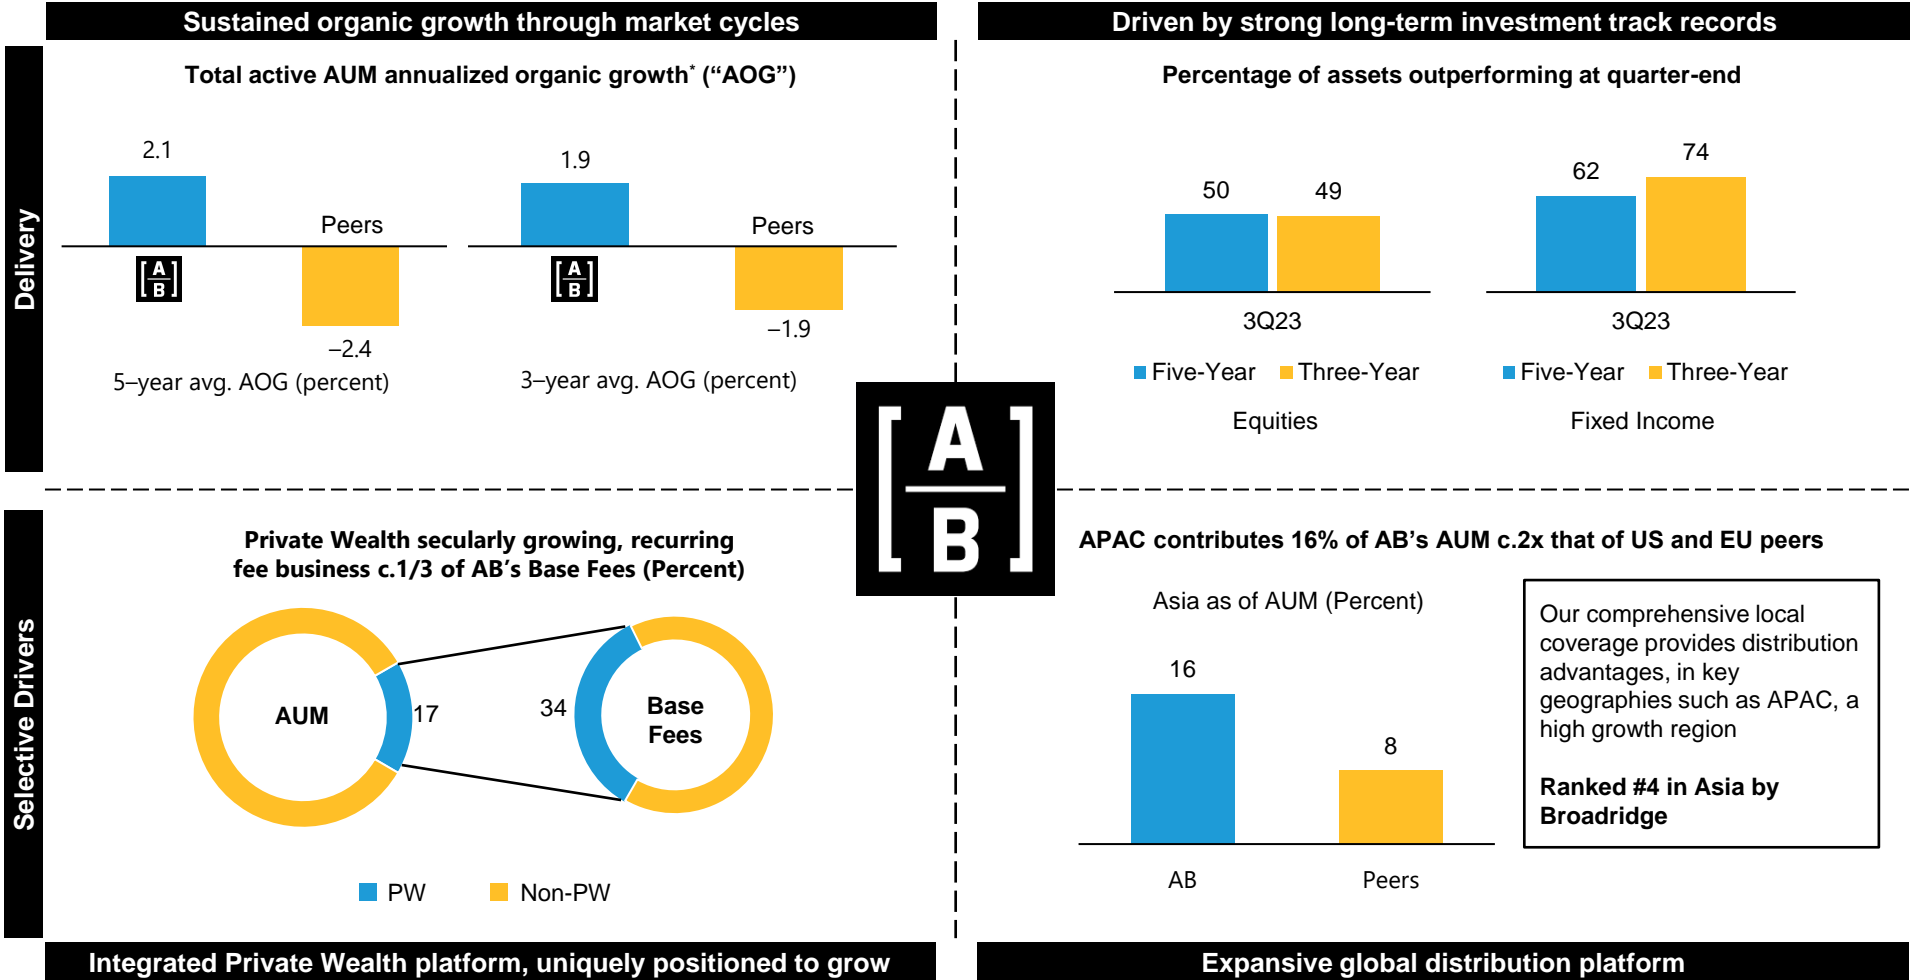 Sustained organic growth through market cycles
Total active AUM annualized organic growth* (“AOG”)
2.1
Peers
[A/B]
–2.4
5–year avg. AOG (percent)
1.9
Peers
[A/B]
–1.9
3–year avg. AOG (percent)
Delivery
Driven by strong long-term investment track records
Percentage of assets outperforming at quarter-end
50
49
3Q23
Five-Year
Three-Year
Equities
62
74
3Q23
Five-Year
Three-Year
Fixed Income
[A/B]
Selective Drivers
Private Wealth secularly growing, recurring
fee business c.1/3 of AB’s Base Fees (Percent)
AUM
17
34
Base
Fees
PW
Non-PW
Integrated Private Wealth platform, uniquely positioned to grow
APAC contributes 16% of AB’s AUM c.2x that of US and EU peers
Asia as of AUM (Percent)
16
8
AB
Peers
Our comprehensive local
coverage provides distribution
advantages, in key
geographies such as APAC, a
high growth region
Ranked #4 in Asia by
Broadridge
Expansive global distribution platform